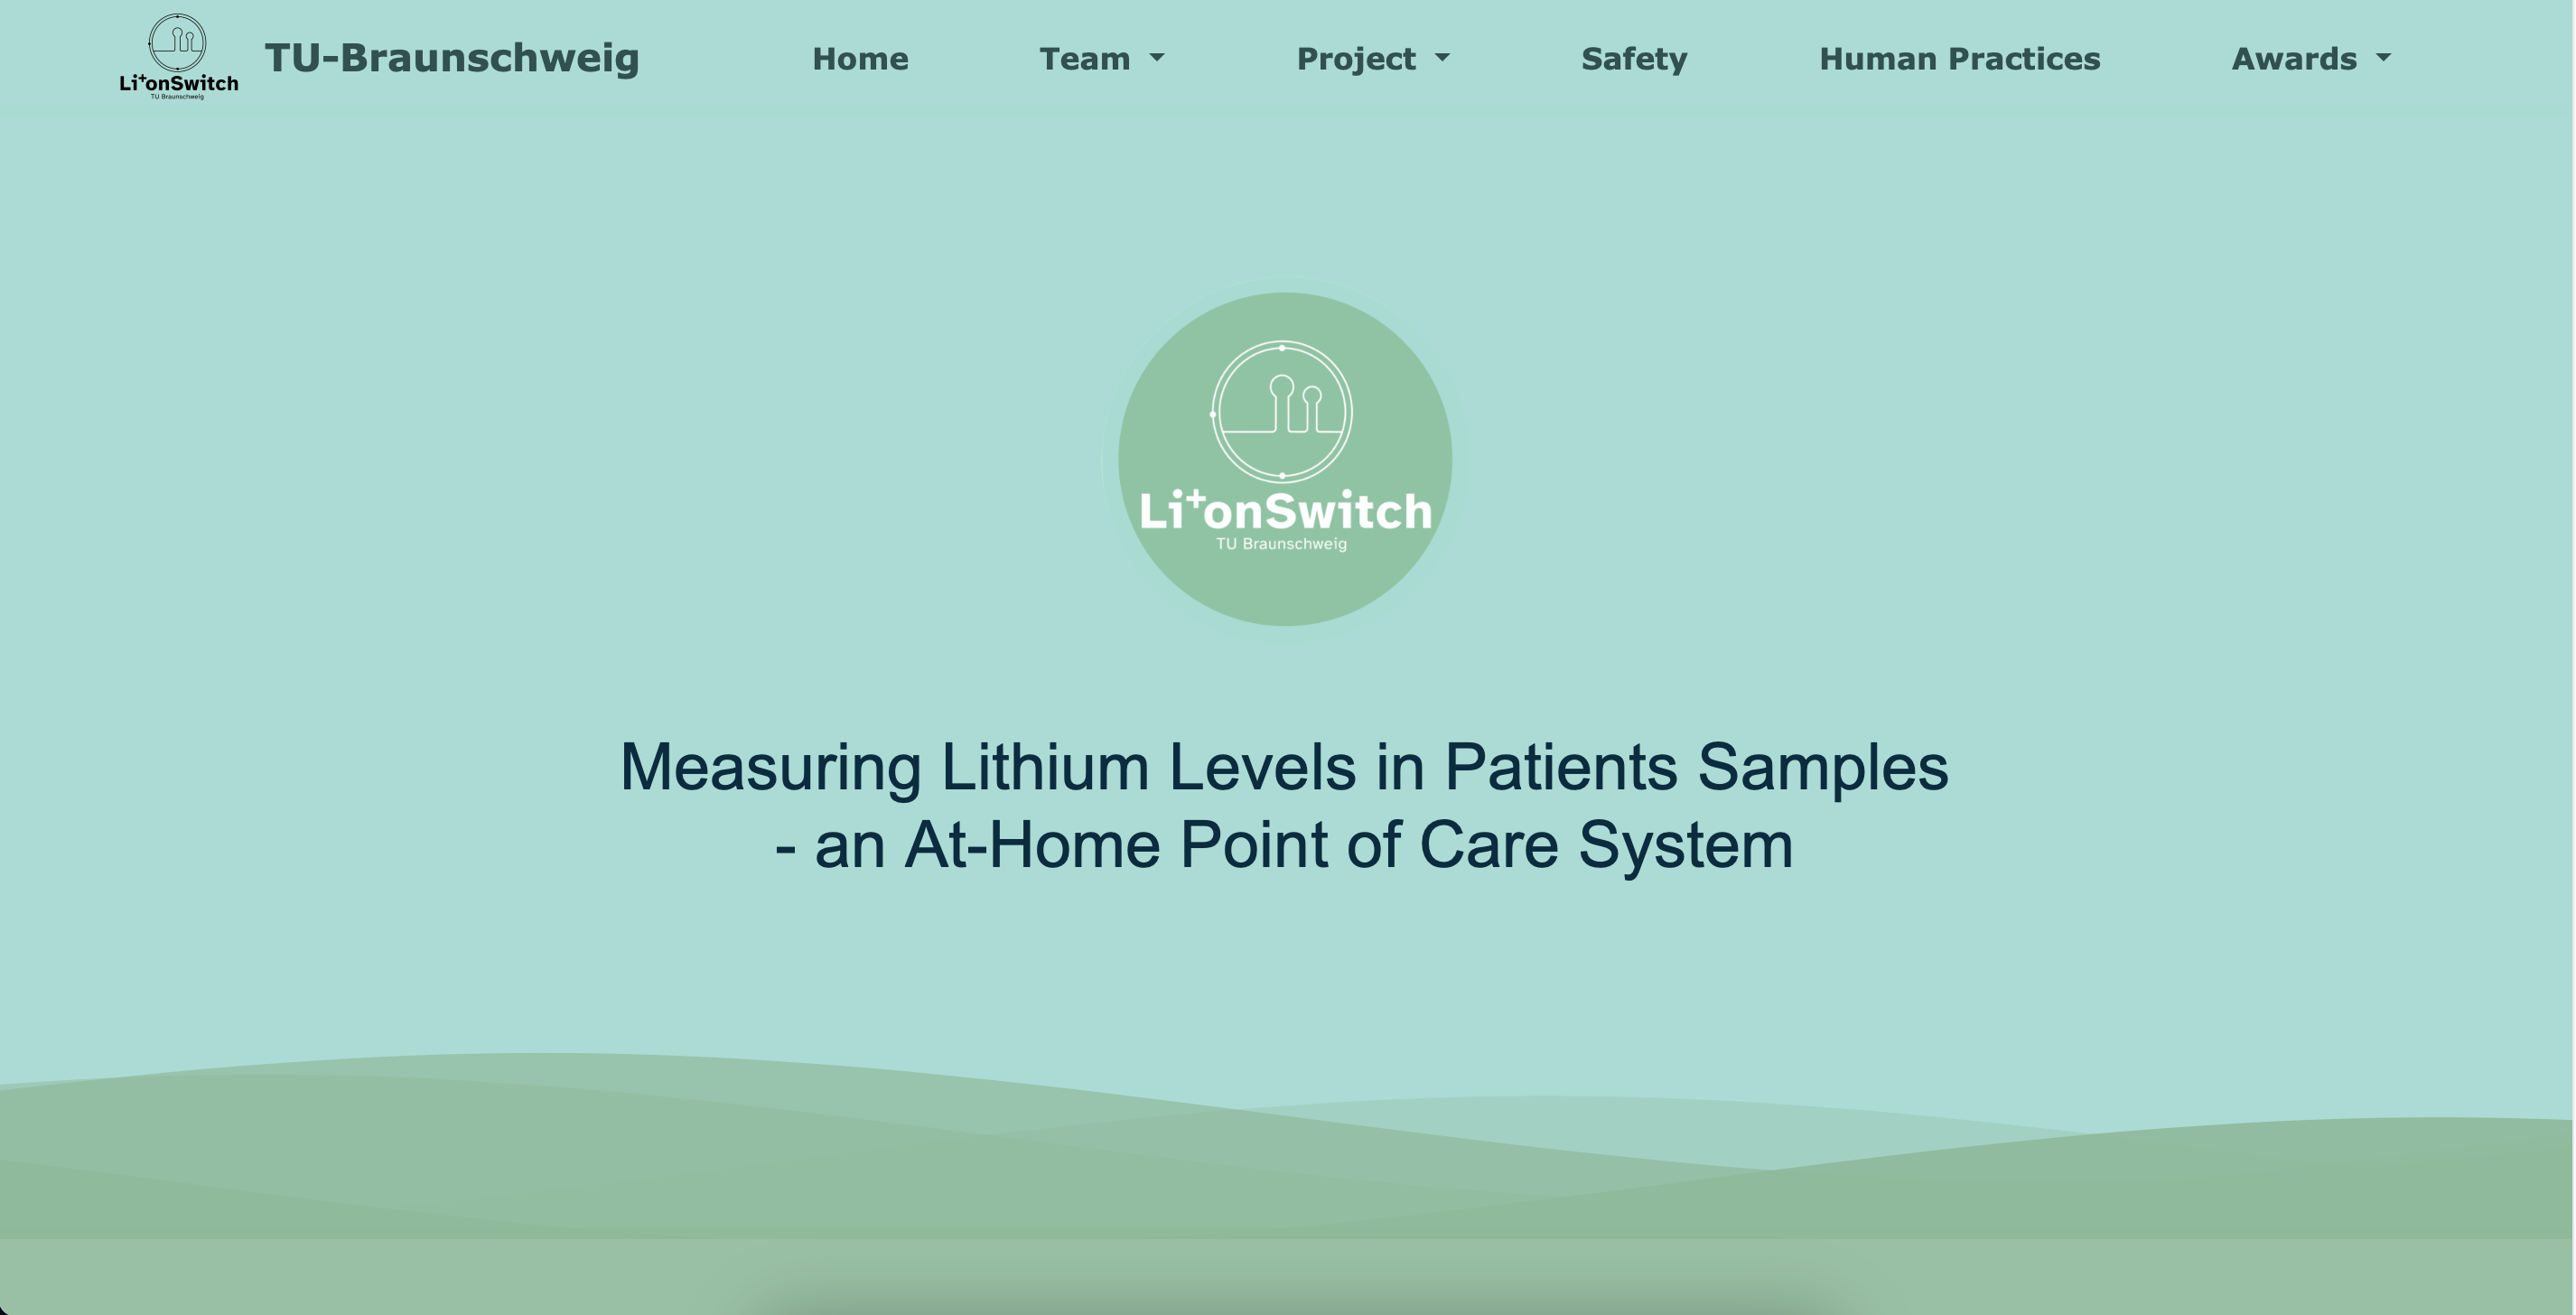 Li⁺onSwitch
TU Braunschweig
TU-Braunschweig
Home
Team
Project
Safety
Human Practices
Awards
Li⁺onSwitch
TU Braunschweig
Measuring Lithium Levels in Patients Samples
- an At-Home Point of Care System